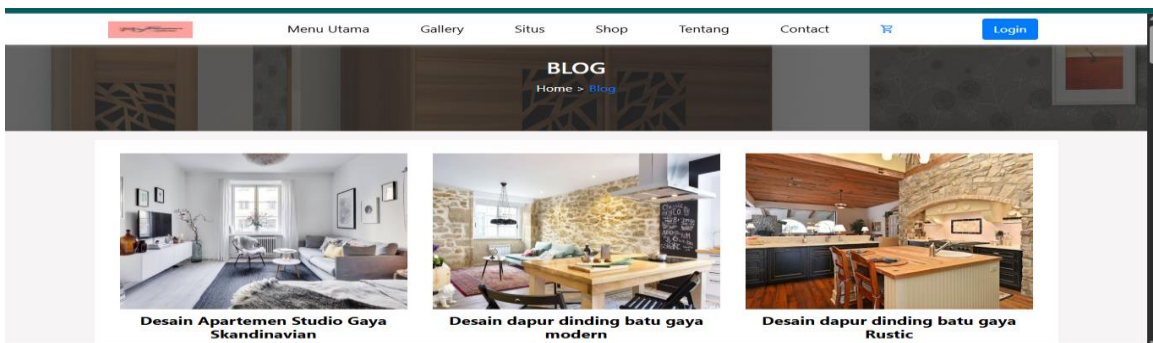 Menu Utama Gallery Situs Shop Tentang Contact Login
BLOG
Home > Blog
Desain Apartemen Studio Gaya
Skandinavian
Desain dapur dinding batu gaya
modern
Desain dapur dinding batu gaya
Rustic